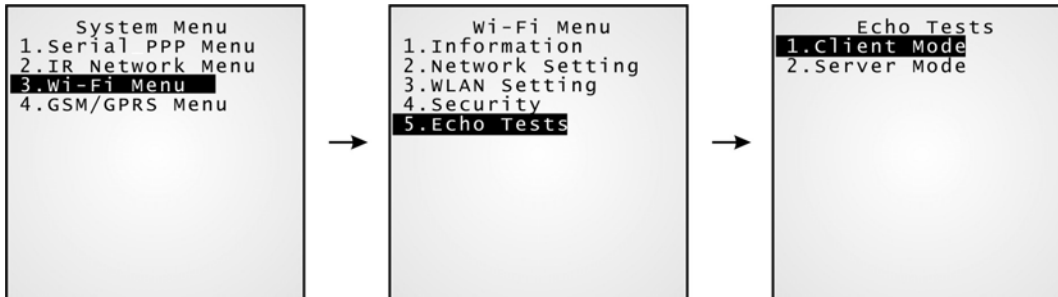 System Menu
1.Serial PPP Menu
2.IR Network Menu
3.Wi-Fi Menu
4.GSM/GPRS Menu
Wi-Fi Menu
1.Information
2.Network Setting
3.WLAN Setting
4.Security
5.Echo Tests
Echo Tests
1.Client Mode
2.Server Mode